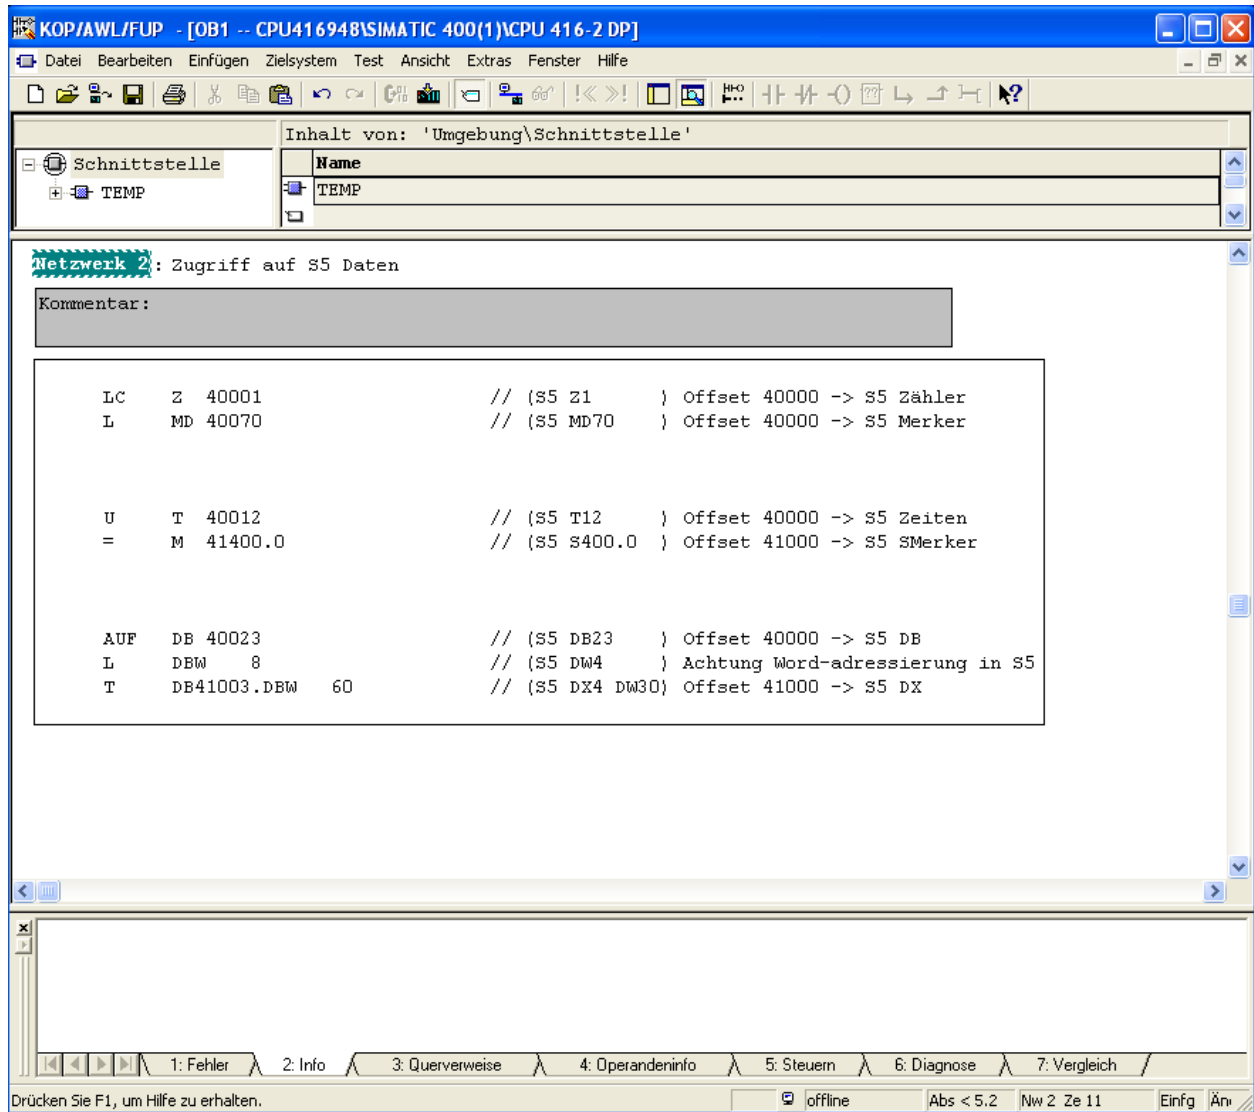 KOP/AWL/FUP - [OB1 -- CPU416948\SIMATIC 400(1)\CPU 416-2 DP]
Datei Bearbeiten Einfügen Zielsystem Test Ansicht Extras Fenster Hilfe
Inhalt von: 'Umgebung\Schnittstelle'
Schnittstelle
TEMP
Name
TEMP
Netzwerk 2: Zugriff auf S5 Daten
Kommentar:
LC Z 40001 // (S5 Z1 ) Offset 40000 -> S5 Zähler
L MD 40070 // (S5 MD70 ) Offset 40000 -> S5 Merker
U T 40012 // (S5 T12 ) Offset 40000 -> S5 Zeiten
= M 41400.0 // (S5 S400.0 ) Offset 41000 -> S5 SMerker
AUF DB 40023 // (S5 DB23 ) Offset 40000 -> S5 DB
L DBW 8 // (S5 DW4 ) Achtung Word-adressierung in S5
T DB41003.DBW 60 // (S5 DX4 DW30) Offset 41000 -> S5 DX
1: Fehler 2: Info 3: Querverweise 4: Operandeninfo 5: Steuern 6: Diagnose 7: Vergleich
Drücken Sie F1, um Hilfe zu erhalten. offline Abs < 5.2 Nw 2 Ze 11 Einfg